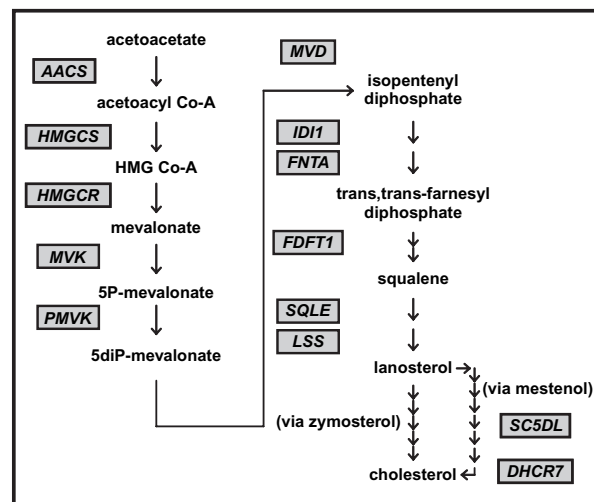 acetoacetate
AACS
acetoacyl Co-A
HMGCS
HMG Co-A
HMGCR
mevalonate
MVK
5P-mevalonate
PMVK
5diP-mevalonate
MVD
isopentenyl
diphosphate
IDI1
FNTA
trans,trans-farnesyl
diphosphate
FDFT1
squalene
SQLE
LSS
lanosterol
(via mestenol)
(via zymosterol)
SC5DL
cholesterol
DHCR7